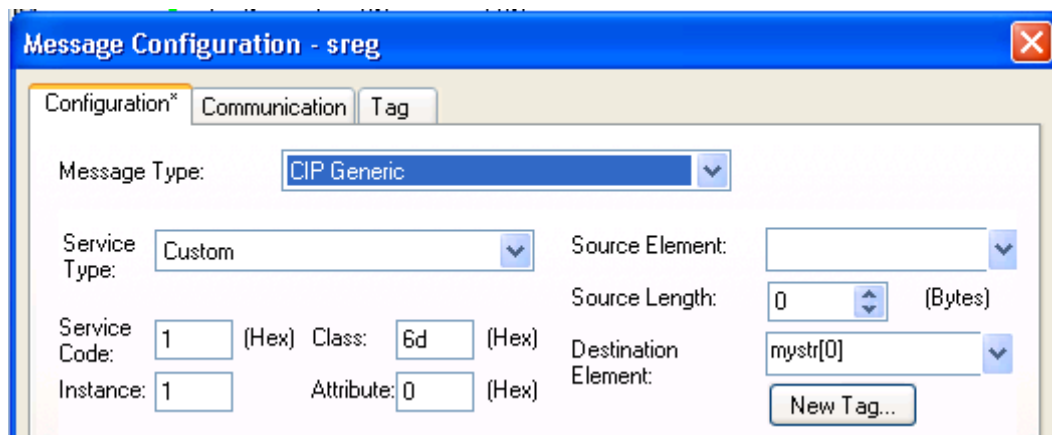 Message Configuration - sreg
Configuration* Communication Tag
Message Type: CIP Generic
Service Type: Custom
Source Element:
Source Length: 0 (Bytes)
Service Code: 1 (Hex) Class: 6d (Hex)
Destination Element: mystr[0]
Instance: 1 Attribute: 0 (Hex)
New Tag...